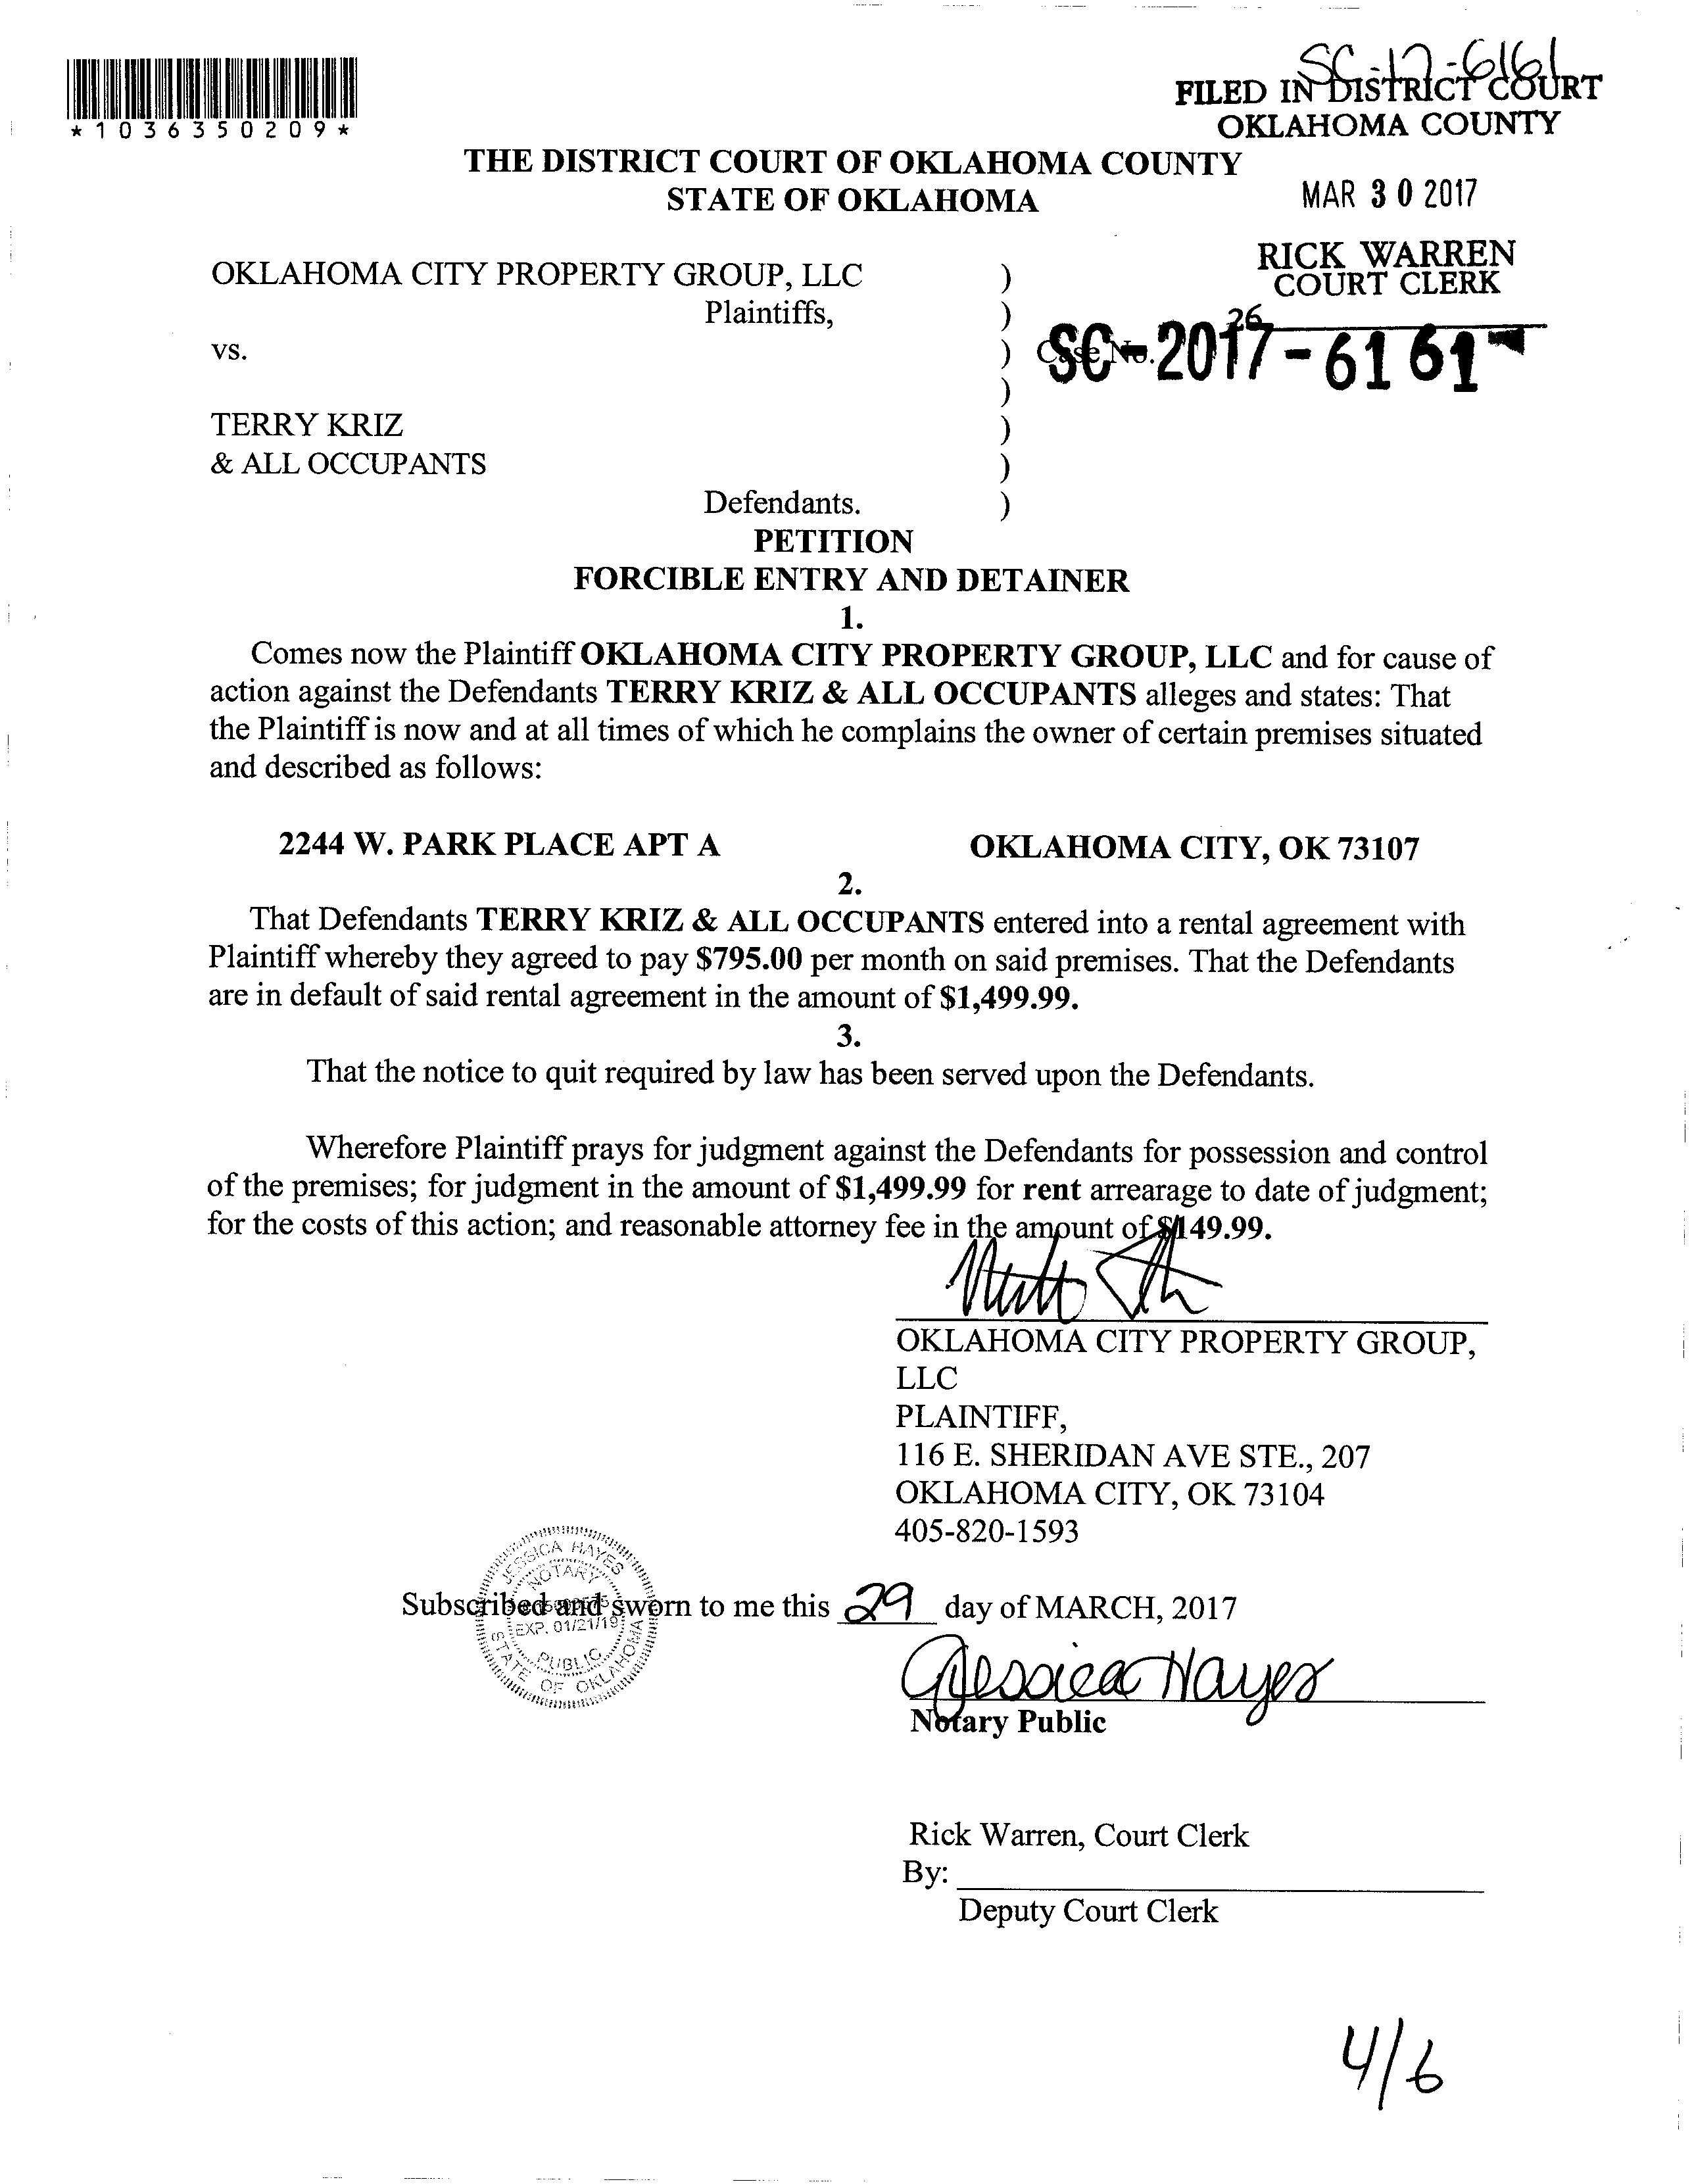 SC-17-6161
FILED IN DISTRICT COURT
OKLAHOMA COUNTY
*1036350209*
THE DISTRICT COURT OF OKLAHOMA COUNTY
STATE OF OKLAHOMA
MAR 30 2017
RICK WARREN
COURT CLERK
26
OKLAHOMA CITY PROPERTY GROUP, LLC )
Plaintiffs, )
vs. ) Case No. SC-2017-6161
)
TERRY KRIZ )
& ALL OCCUPANTS )
Defendants. )
PETITION
FORCIBLE ENTRY AND DETAINER
1.
Comes now the Plaintiff OKLAHOMA CITY PROPERTY GROUP, LLC and for cause of
action against the Defendants TERRY KRIZ & ALL OCCUPANTS alleges and states: That
the Plaintiff is now and at all times of which he complains the owner of certain premises situated
and described as follows:
2244 W. PARK PLACE APT A OKLAHOMA CITY, OK 73107
2.
That Defendants TERRY KRIZ & ALL OCCUPANTS entered into a rental agreement with
Plaintiff whereby they agreed to pay $795.00 per month on said premises. That the Defendants
are in default of said rental agreement in the amount of $1,499.99.
3.
That the notice to quit required by law has been served upon the Defendants.
Wherefore Plaintiff prays for judgment against the Defendants for possession and control
of the premises; for judgment in the amount of $1,499.99 for rent arrearage to date of judgment;
for the costs of this action; and reasonable attorney fee in the amount of $149.99.
OKLAHOMA CITY PROPERTY GROUP,
LLC
PLAINTIFF,
116 E. SHERIDAN AVE STE., 207
OKLAHOMA CITY, OK 73104
405-820-1593
JESSICA HAYES
NOTARY
EXP. 01/21/19
PUBLIC
STATE OF OKLAHOMA
Subscribed and sworn to me this 29 day of MARCH, 2017
Jessica Hayes
Notary Public
Rick Warren, Court Clerk
By:
Deputy Court Clerk
4/6